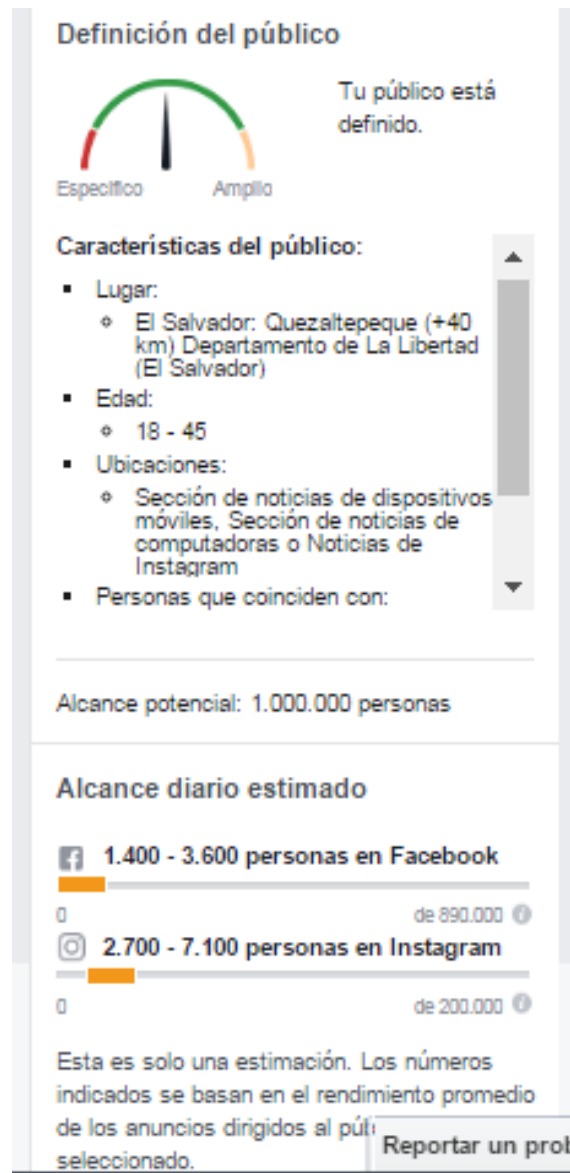 Definición del público
Tu público está
definido.
Específico Amplio
Características del público:
Lugar:
El Salvador: Quezaltepeque (+40
km) Departamento de La Libertad
(El Salvador)
Edad:
18 - 45
Ubicaciones:
Sección de noticias de dispositivos
móviles, Sección de noticias de
computadoras o Noticias de
Instagram
Personas que coinciden con:
Alcance potencial: 1.000.000 personas
Alcance diario estimado
1.400 - 3.600 personas en Facebook
0 de 890.000
2.700 - 7.100 personas en Instagram
0 de 200.000
Esta es solo una estimación. Los números
indicados se basan en el rendimiento promedio
de los anuncios dirigidos al
seleccionado.
Reportar un